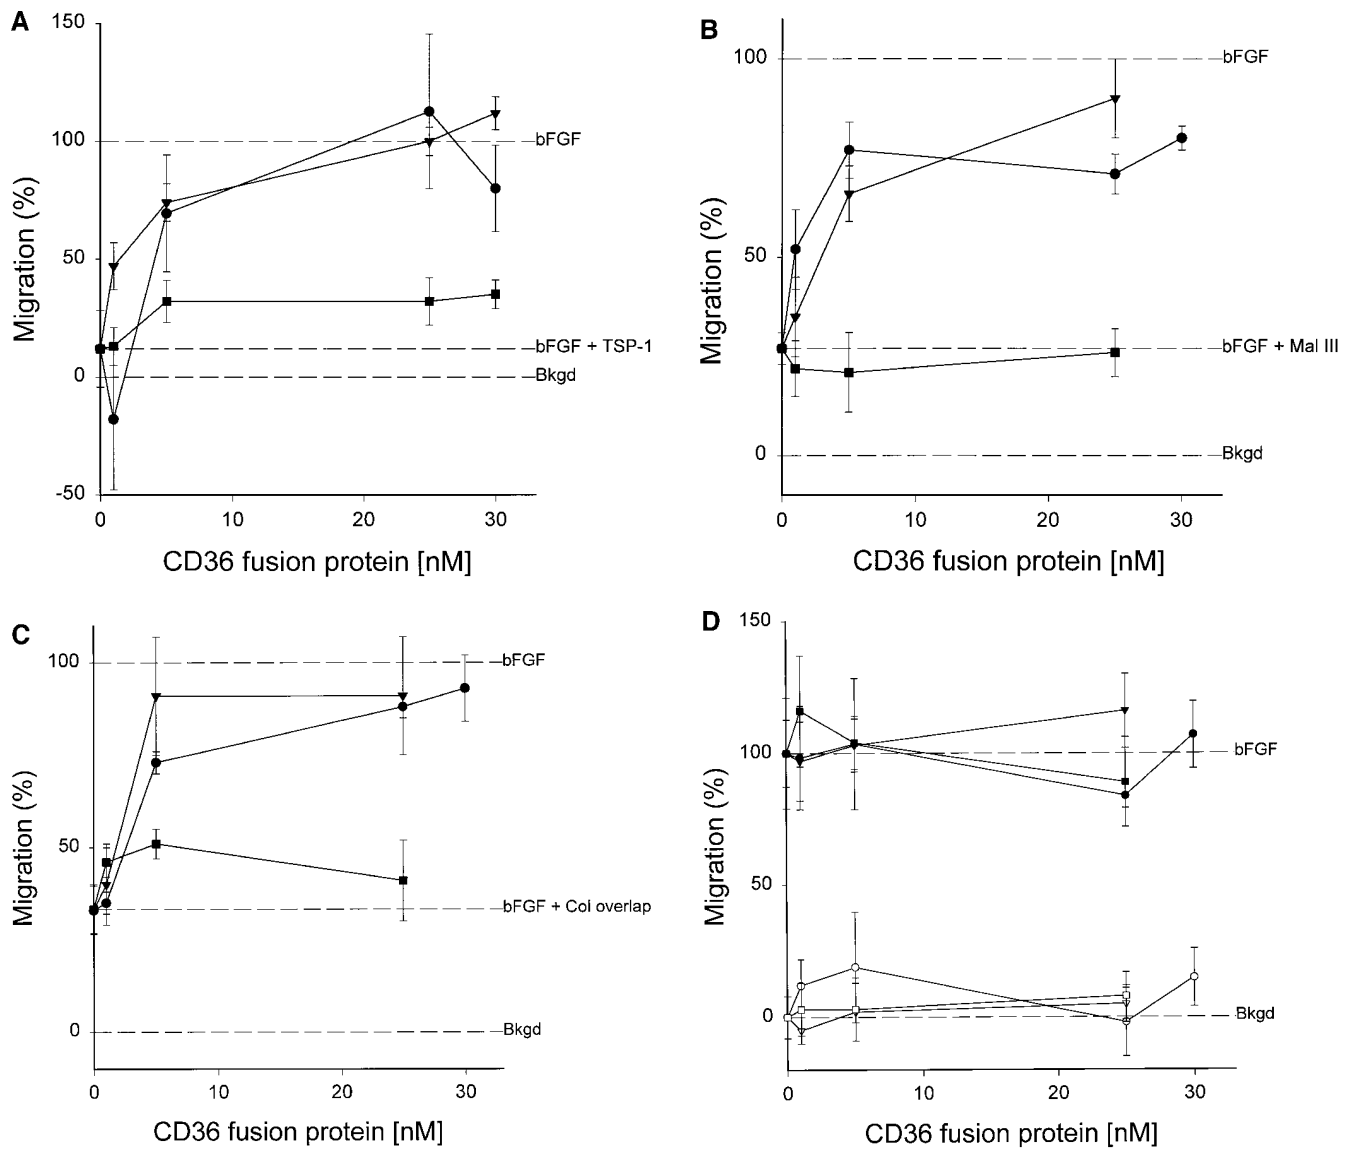 A
150
100
50
0
-50
Migration (%)
bFGF
bFGF + TSP-1
Bkgd
0 10 20 30
CD36 fusion protein [nM]
B
100
50
0
Migration (%)
bFGF
bFGF + Mal III
Bkgd
0 10 20 30
CD36 fusion protein [nM]
C
100
50
0
Migration (%)
bFGF
bFGF + Col overlap
Bkgd
0 10 20 30
CD36 fusion protein [nM]
D
150
100
50
0
Migration (%)
bFGF
Bkgd
0 10 20 30
CD36 fusion protein [nM]